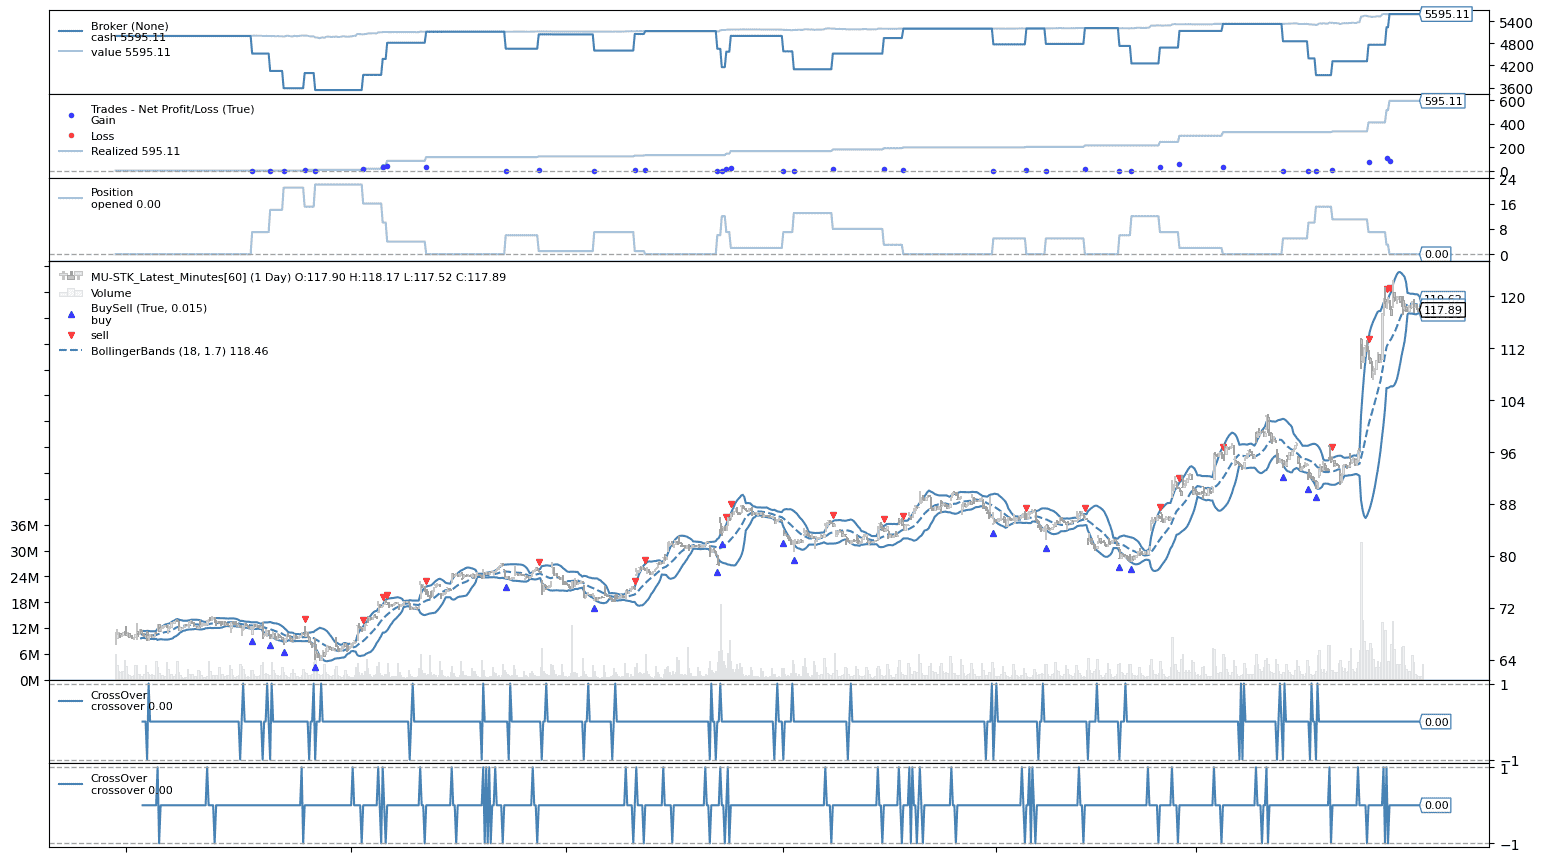 Broker (None)
cash 5595.11
value 5595.11
5595.11
5400
4800
4200
3600
Trades - Net Profit/Loss (True)
Gain
Loss
Realized 595.11
595.11
600
400
200
0
Position
opened 0.00
24
16
8
0
0.00
MU-STK_Latest_Minutes[60] (1 Day) O:117.90 H:118.17 L:117.52 C:117.89
Volume
BuySell (True, 0.015)
buy
sell
BollingerBands (18, 1.7) 118.46
117.89
120
112
104
96
88
80
72
64
36M
30M
24M
18M
12M
6M
0M
CrossOver
crossover 0.00
1
0.00
−1
CrossOver
crossover 0.00
1
0.00
−1